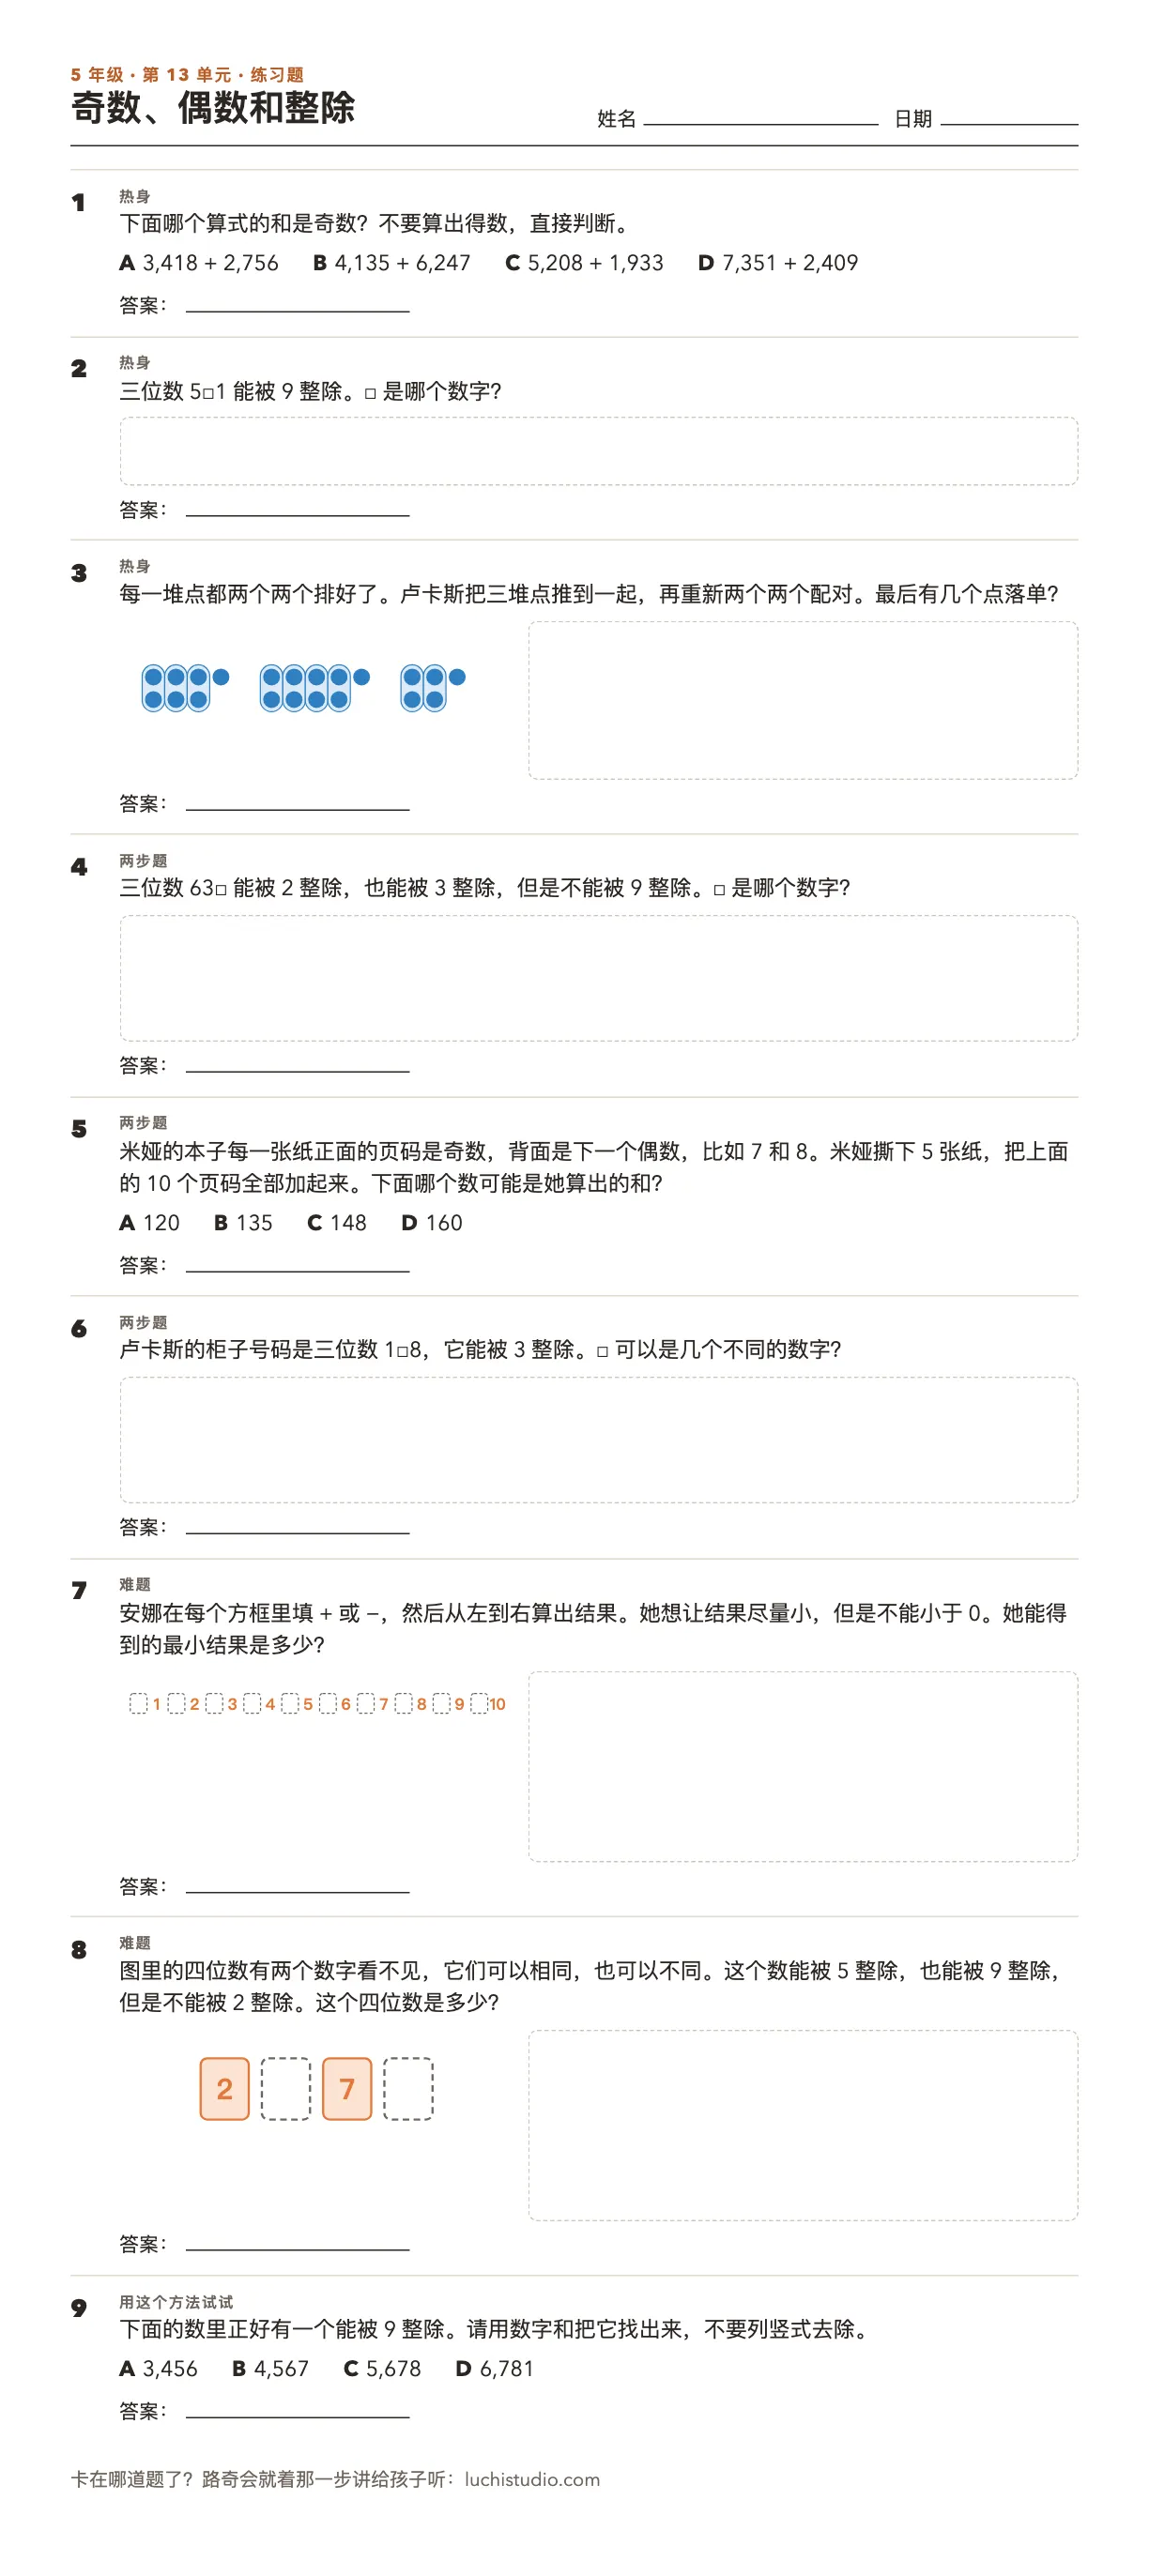 5 年级 · 第 13 单元 · 练习题
奇数、偶数和整除
姓名 日期
1 热身
下面哪个算式的和是奇数？不要算出得数，直接判断。
A 3,418 + 2,756 B 4,135 + 6,247 C 5,208 + 1,933 D 7,351 + 2,409
答案：
2 热身
三位数 5□1 能被 9 整除。□ 是哪个数字？
答案：
3 热身
每一堆点都两个两个排好了。卢卡斯把三堆点推到一起，再重新两个两个配对。最后有几个点落单？
答案：
4 两步题
三位数 63□ 能被 2 整除，也能被 3 整除，但是不能被 9 整除。□ 是哪个数字？
答案：
5 两步题
米娅的本子每一张纸正面的页码是奇数，背面是下一个偶数，比如 7 和 8。米娅撕下 5 张纸，把上面
的 10 个页码全部加起来。下面哪个数可能是她算出的和？
A 120 B 135 C 148 D 160
答案：
6 两步题
卢卡斯的柜子号码是三位数 1□8，它能被 3 整除。□ 可以是几个不同的数字？
答案：
7 难题
安娜在每个方框里填 + 或 −，然后从左到右算出结果。她想让结果尽量小，但是不能小于 0。她能得
到的最小结果是多少？
□ 1 □ 2 □ 3 □ 4 □ 5 □ 6 □ 7 □ 8 □ 9 □ 10
答案：
8 难题
图里的四位数有两个数字看不见，它们可以相同，也可以不同。这个数能被 5 整除，也能被 9 整除，
但是不能被 2 整除。这个四位数是多少？
2 □ 7 □
答案：
9 用这个方法试试
下面的数里正好有一个能被 9 整除。请用数字和把它找出来，不要列竖式去除。
A 3,456 B 4,567 C 5,678 D 6,781
答案：
卡在哪道题了？路奇会就着那一步讲给孩子听：luchistudio.com